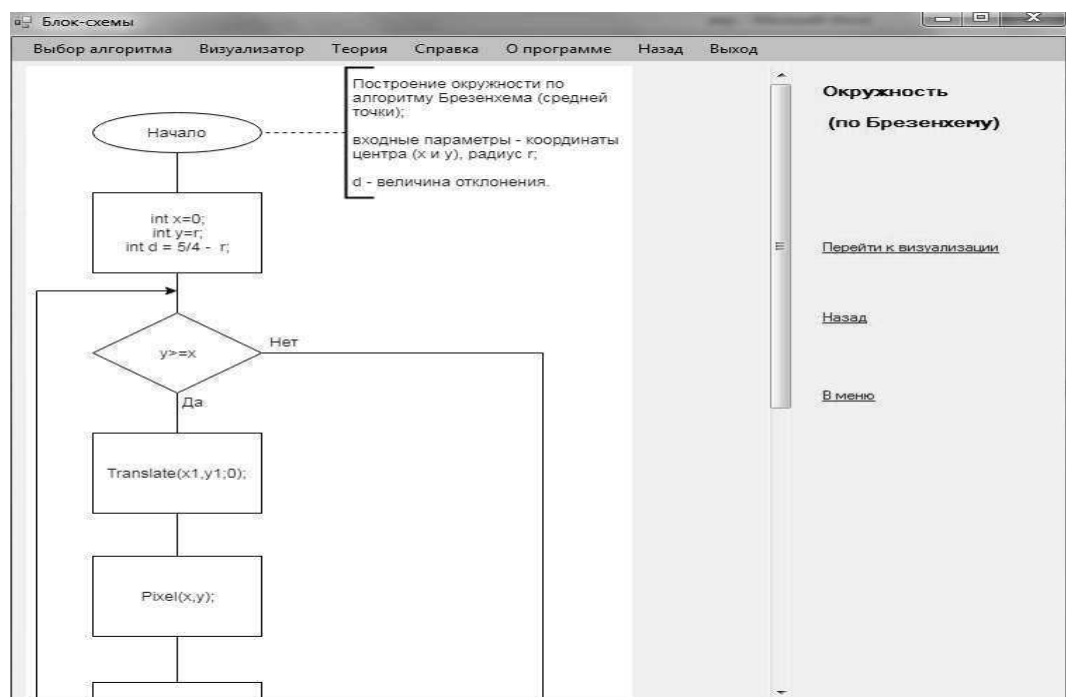 Блок-схемы
Выбор алгоритма Визуализатор Теория Справка О программе Назад Выход
Построение окружности по
алгоритму Брезенхема (средней
точки);
входные параметры - координаты
центра (x и y), радиус r;
d - величина отклонения.
Начало
int x=0;
int y=r;
int d = 5/4 - r;
y>=x
Нет
Да
Translate(x1,y1;0);
Pixel(x,y);
Окружность
(по Брезенхему)
Перейти к визуализации
Назад
В меню